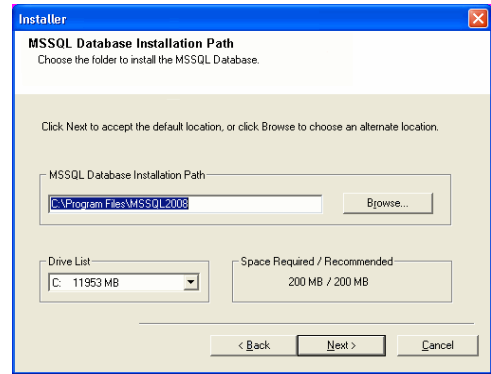 Installer
MSSQL Database Installation Path
Choose the folder to install the MSSQL Database.
Click Next to accept the default location, or click Browse to choose an alternate location.
MSSQL Database Installation Path
C:\Program Files\MSSQL2008
Browse...
Drive List
C: 11953 MB
Space Required / Recommended
200 MB / 200 MB
< Back Next > Cancel